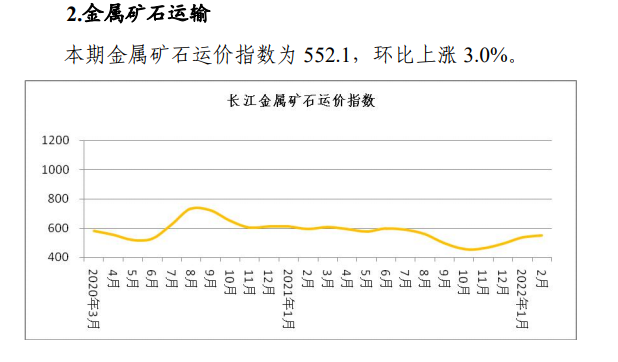 2.金属矿石运输
本期金属矿石运价指数为 552.1，环比上涨 3.0%。
长江金属矿石运价指数
1200
1000
800
600
400
2020年3月
4月
5月
6月
7月
8月
9月
10月
11月
12月
2021年1月
2月
3月
4月
5月
6月
7月
8月
9月
10月
11月
12月
2022年1月
2月